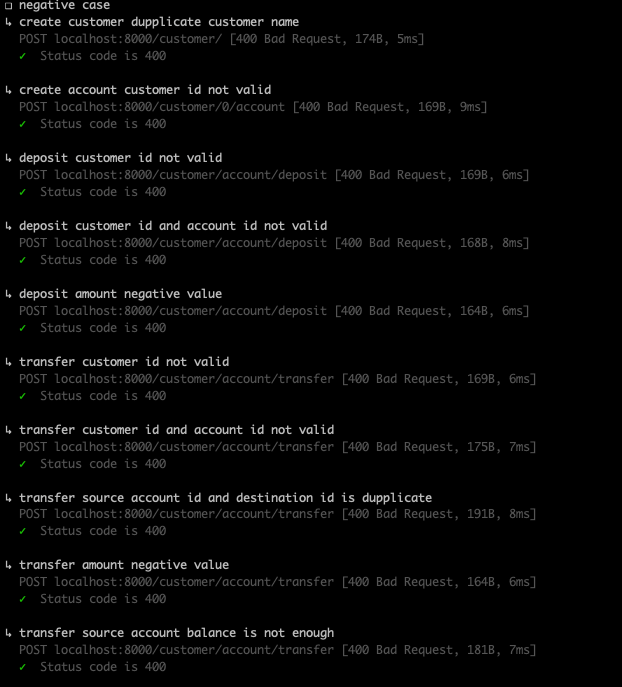 ❏ negative case
↳ create customer dupplicate customer name
POST localhost:8000/customer/ [400 Bad Request, 174B, 5ms]
✓ Status code is 400
↳ create account customer id not valid
POST localhost:8000/customer/0/account [400 Bad Request, 169B, 9ms]
✓ Status code is 400
↳ deposit customer id not valid
POST localhost:8000/customer/account/deposit [400 Bad Request, 169B, 6ms]
✓ Status code is 400
↳ deposit customer id and account id not valid
POST localhost:8000/customer/account/deposit [400 Bad Request, 168B, 8ms]
✓ Status code is 400
↳ deposit amount negative value
POST localhost:8000/customer/account/deposit [400 Bad Request, 164B, 6ms]
✓ Status code is 400
↳ transfer customer id not valid
POST localhost:8000/customer/account/transfer [400 Bad Request, 169B, 6ms]
✓ Status code is 400
↳ transfer customer id and account id not valid
POST localhost:8000/customer/account/transfer [400 Bad Request, 175B, 7ms]
✓ Status code is 400
↳ transfer source account id and destination id is dupplicate
POST localhost:8000/customer/account/transfer [400 Bad Request, 191B, 8ms]
✓ Status code is 400
↳ transfer amount negative value
POST localhost:8000/customer/account/transfer [400 Bad Request, 164B, 6ms]
✓ Status code is 400
↳ transfer source account balance is not enough
POST localhost:8000/customer/account/transfer [400 Bad Request, 181B, 7ms]
✓ Status code is 400